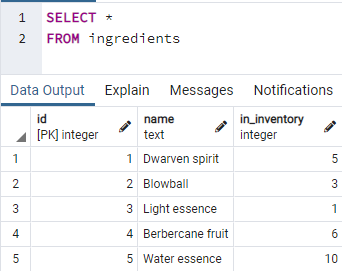 1 SELECT *
2 FROM ingredients
Data Output Explain Messages Notifications
id name in_inventory
[PK] integer text integer
1 1 Dwarven spirit 5
2 2 Blowball 3
3 3 Light essence 1
4 4 Berbercane fruit 6
5 5 Water essence 10